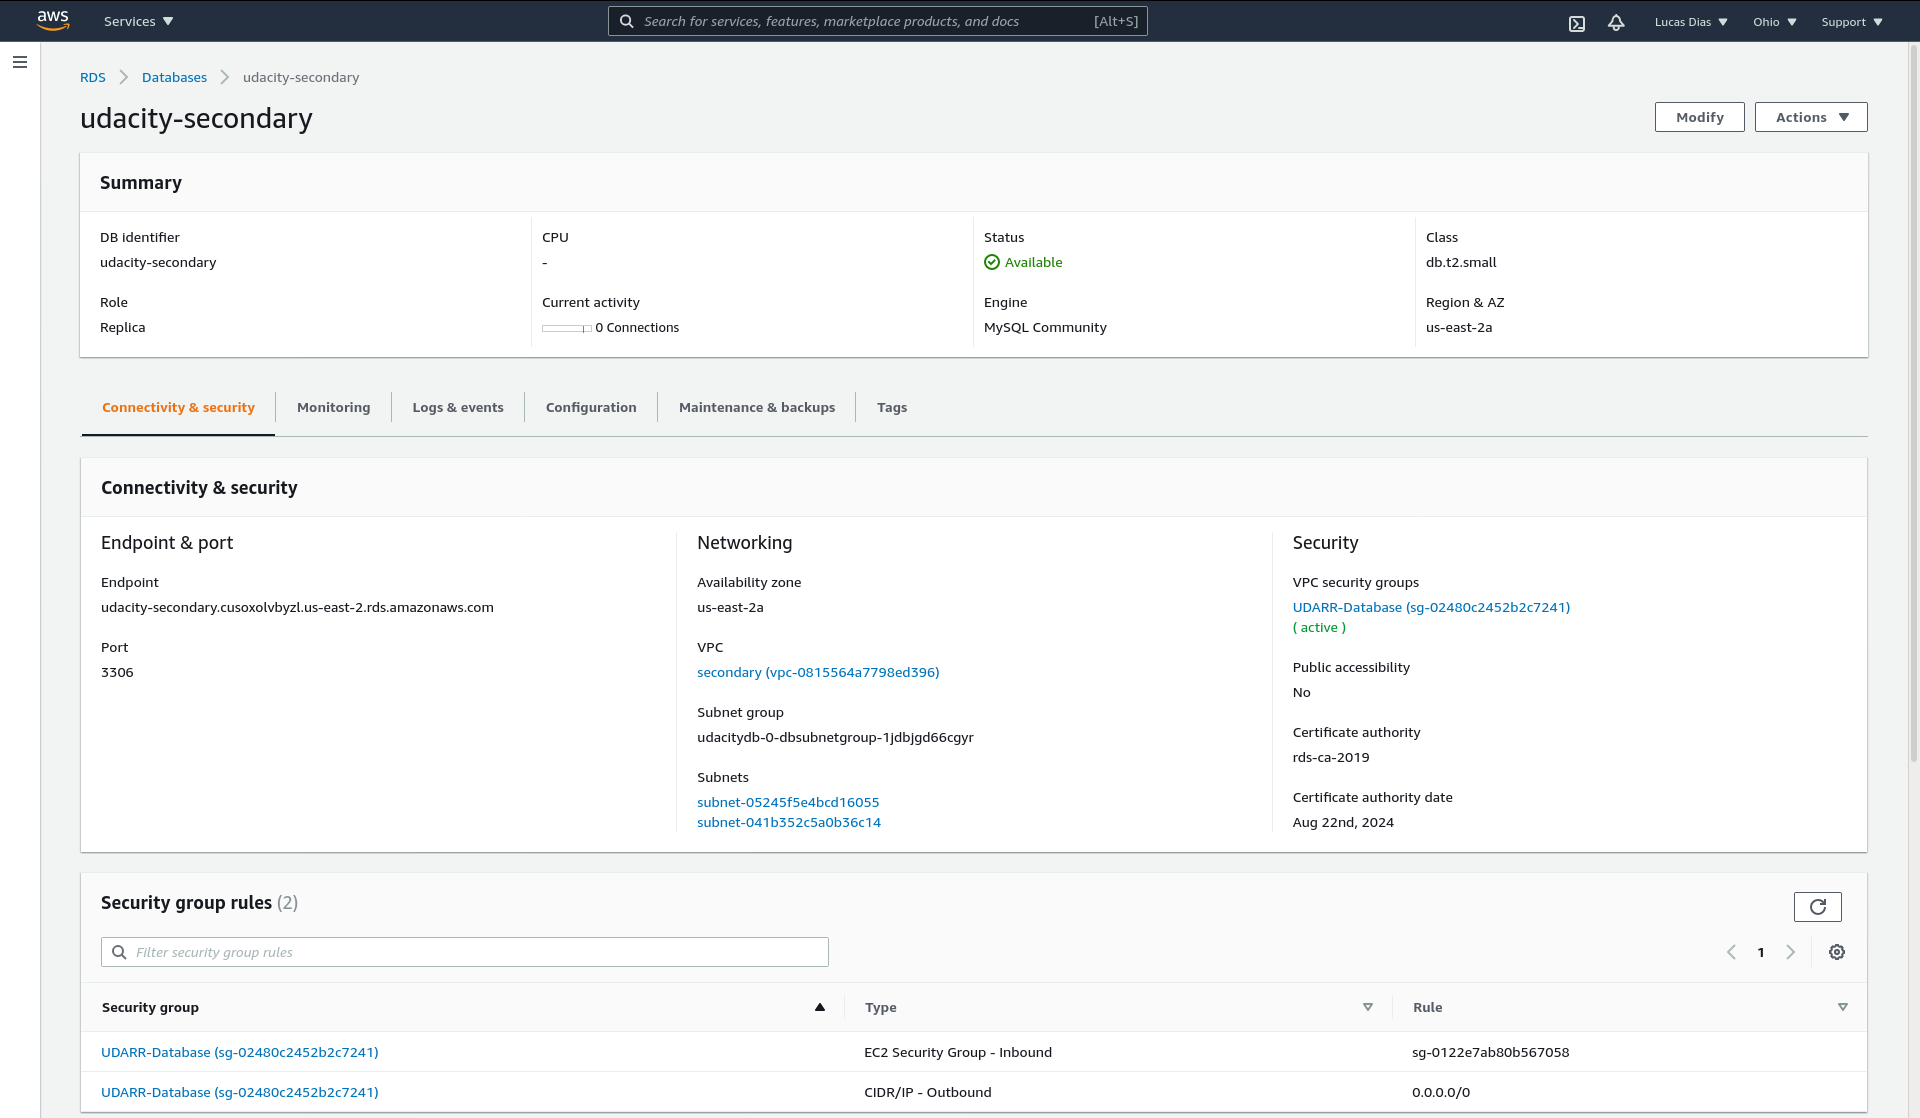 aws
Services
Search for services, features, marketplace products, and docs [Alt+S]
Lucas Dias
Ohio
Support
RDS
Databases
udacity-secondary
udacity-secondary
Modify
Actions
Summary
DB identifier
udacity-secondary
CPU
-
Status
Available
Class
db.t2.small
Role
Replica
Current activity
0 Connections
Engine
MySQL Community
Region & AZ
us-east-2a
Connectivity & security
Monitoring
Logs & events
Configuration
Maintenance & backups
Tags
Connectivity & security
Endpoint & port
Endpoint
udacity-secondary.cusoxolvbyzl.us-east-2.rds.amazonaws.com
Port
3306
Networking
Availability zone
us-east-2a
VPC
secondary (vpc-0815564a7798ed396)
Subnet group
udacitydb-0-dbsubnetgroup-1jdbjgd66cgyr
Subnets
subnet-05245f5e4bcd16055
subnet-041b352c5a0b36c14
Security
VPC security groups
UDARR-Database (sg-02480c2452b2c7241)
( active )
Public accessibility
No
Certificate authority
rds-ca-2019
Certificate authority date
Aug 22nd, 2024
Security group rules (2)
Filter security group rules
1
Security group
Type
Rule
UDARR-Database (sg-02480c2452b2c7241)
EC2 Security Group - Inbound
sg-0122e7ab80b567058
UDARR-Database (sg-02480c2452b2c7241)
CIDR/IP - Outbound
0.0.0.0/0